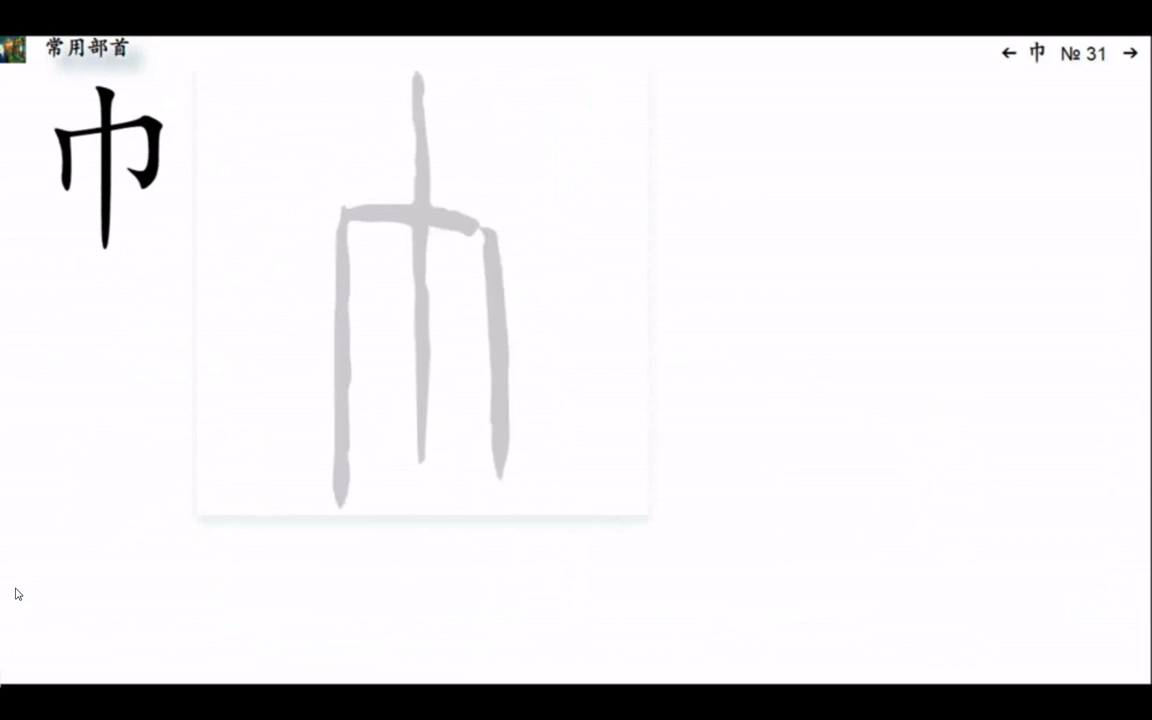 常用部首
← 巾 № 31 →
巾